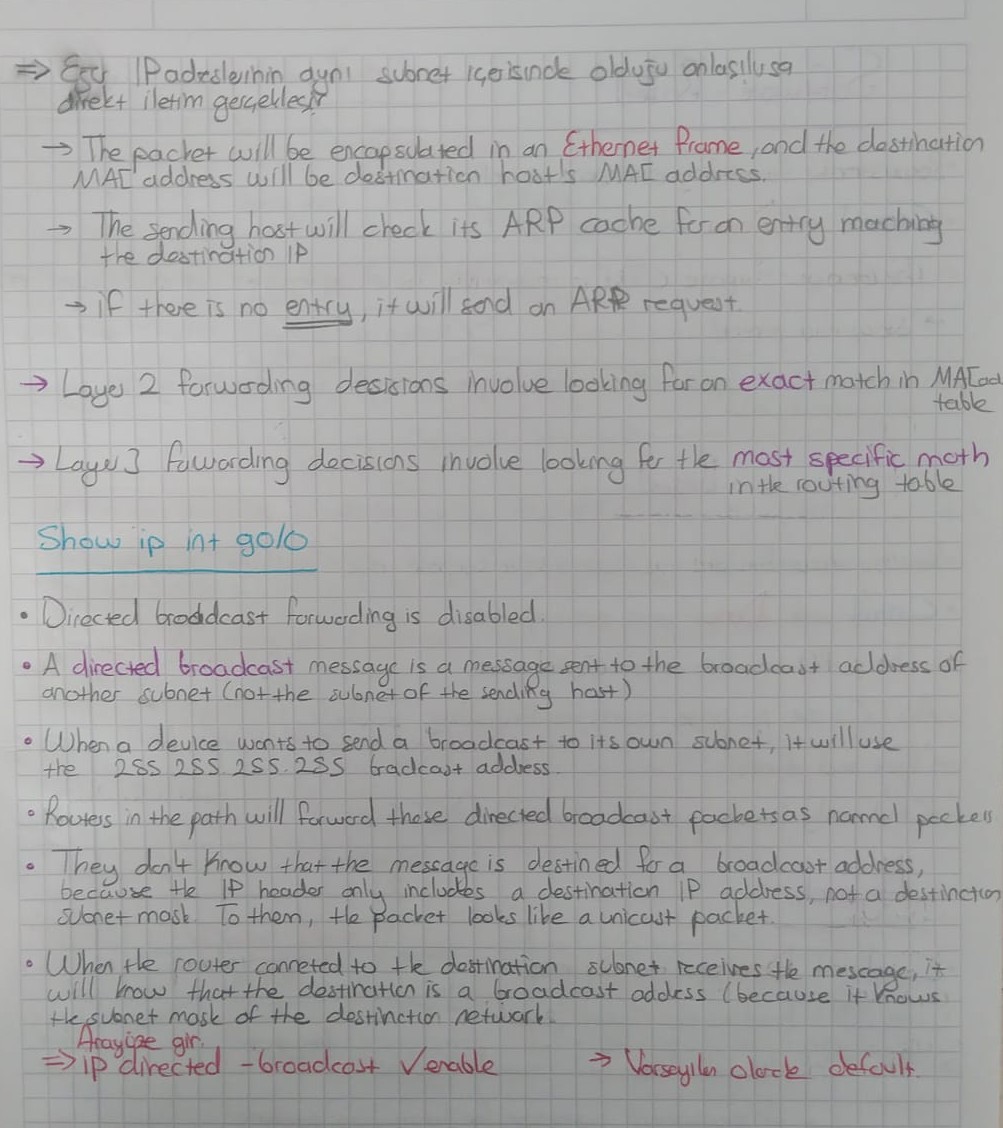 ⇒ Eğer IP adreslerinin aynı subnet içerisinde olduğu anlaşılırsa
direkt iletim gerçekleşir
→ The packet will be encapsulated in an Ethernet frame, and the destination
MAC address will be destination host's MAC address.
→ The sending host will check its ARP cache for an entry maching
the destination IP
→ if there is no entry, it will send an ARP request.
→ Layer 2 forwarding desisions involve looking for an exact match in MAC ad
table
→ Layer 3 fowarding decisions involve looking for the most specific math
in the routing table
Show ip int g0/0
• Directed broadcast forwarding is disabled.
• A directed broadcast message is a message sent to the broadcast address of
another subnet (not the subnet of the sending host)
• When a device wants to send a broadcast to its own subnet, it will use
the 255.255.255.255 bradcast address.
• Routers in the path will forward these directed broadcast packets as normal packets
• They don't know that the message is destined for a broadcast address,
because the IP header only includes a destination IP address, not a destination
subnet mask. To them, the packet looks like a unicast packet.
• When the router conneted to the destination subnet receives the message, it
will know that the destination is a broadcast address (because it knows
the subnet mask of the destination network.
Arayüze gir.
⇒ ip directed -broadcast √enable → Varsayılan olarak default.